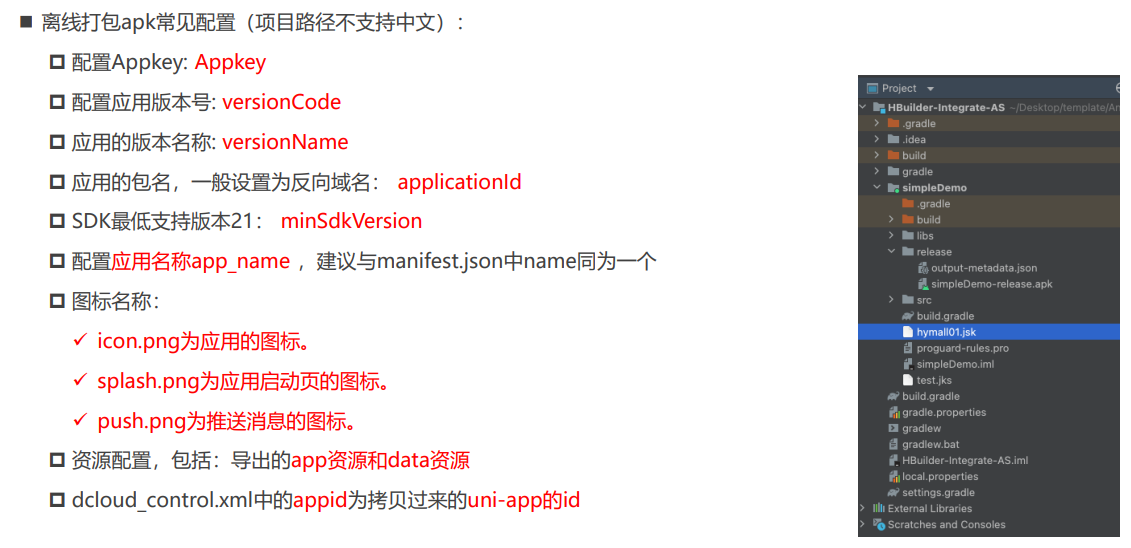 离线打包apk常见配置（项目路径不支持中文）：
配置Appkey: Appkey
配置应用版本号: versionCode
应用的版本名称: versionName
应用的包名，一般设置为反向域名： applicationId
SDK最低支持版本21： minSdkVersion
配置应用名称app_name ，建议与manifest.json中name同为一个
图标名称：
icon.png为应用的图标。
splash.png为应用启动页的图标。
push.png为推送消息的图标。
资源配置，包括：导出的app资源和data资源
dcloud_control.xml中的appid为拷贝过来的uni-app的id
Project
HBuilder-Integrate-AS ~/Desktop/template/An
.gradle
.idea
build
gradle
simpleDemo
.gradle
build
libs
release
output-metadata.json
simpleDemo-release.apk
src
build.gradle
hymall01.jsk
proguard-rules.pro
simpleDemo.iml
test.jks
build.gradle
gradle.properties
gradlew
gradlew.bat
HBuilder-Integrate-AS.iml
local.properties
settings.gradle
External Libraries
Scratches and Consoles